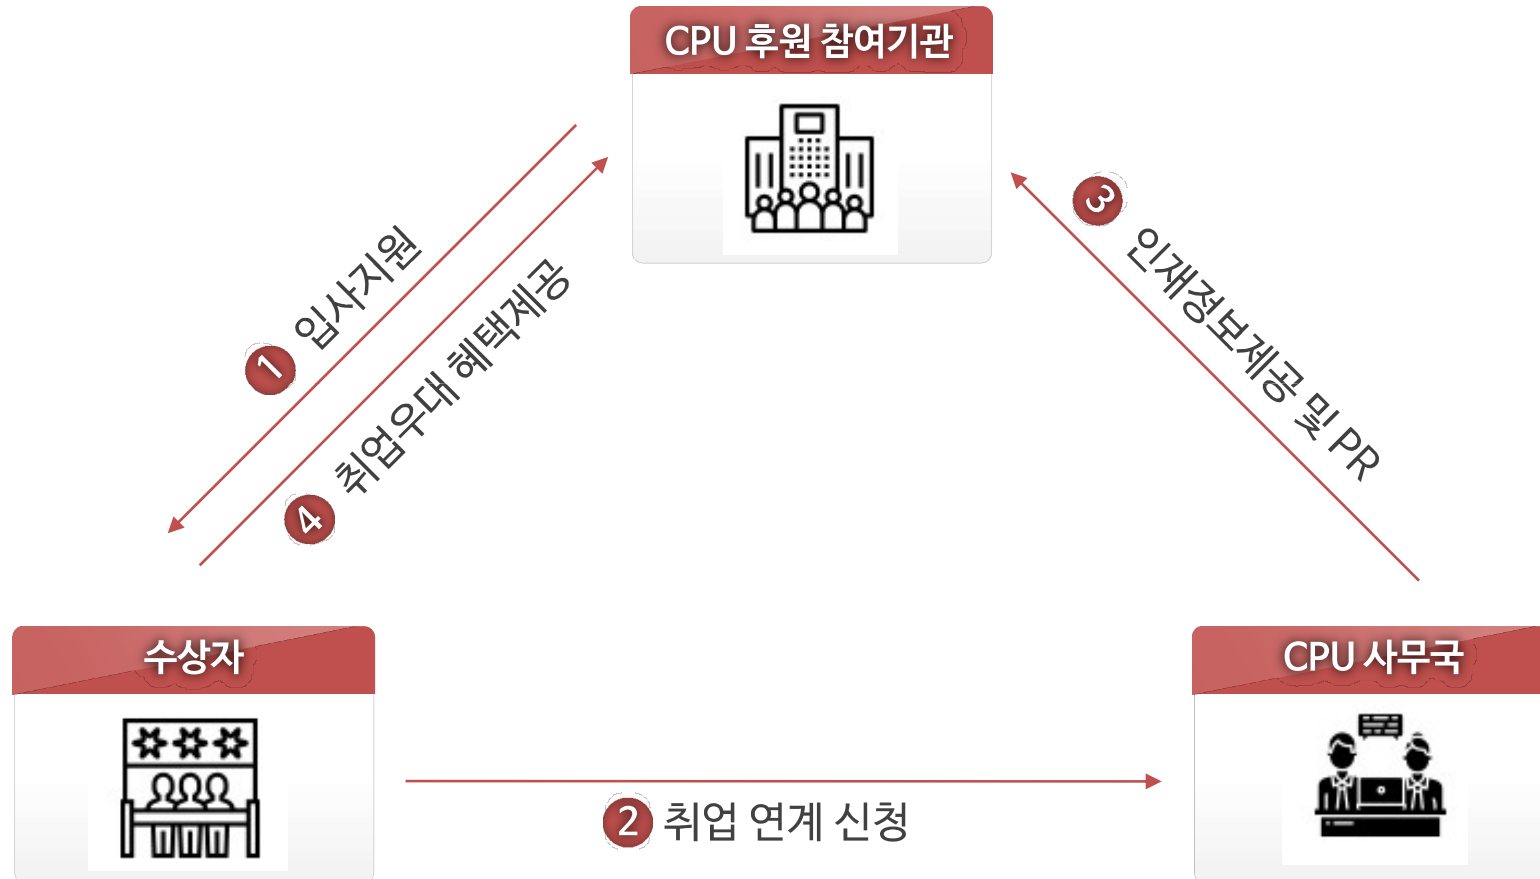 CPU 후원 참여기관
1 입사지원
4 취업우대 혜택제공
3 인재정보제공 및 PR
수상자
CPU 사무국
2 취업 연계 신청